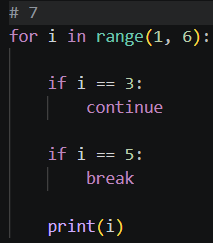 # 7
for i in range(1, 6):
    if i == 3:
        continue
    if i == 5:
        break
    print(i)